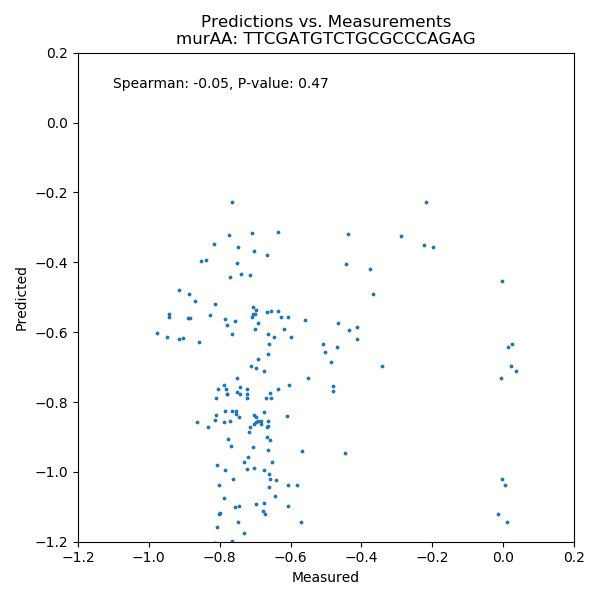 Predictions vs. Measurements
murAA: TTCGATGTCTGCGCCCAGAG
Spearman: -0.05, P-value: 0.47
0.2
0.0
−0.2
−0.4
−0.6
−0.8
−1.0
−1.2
Predicted
−1.2 −1.0 −0.8 −0.6 −0.4 −0.2 0.0 0.2
Measured